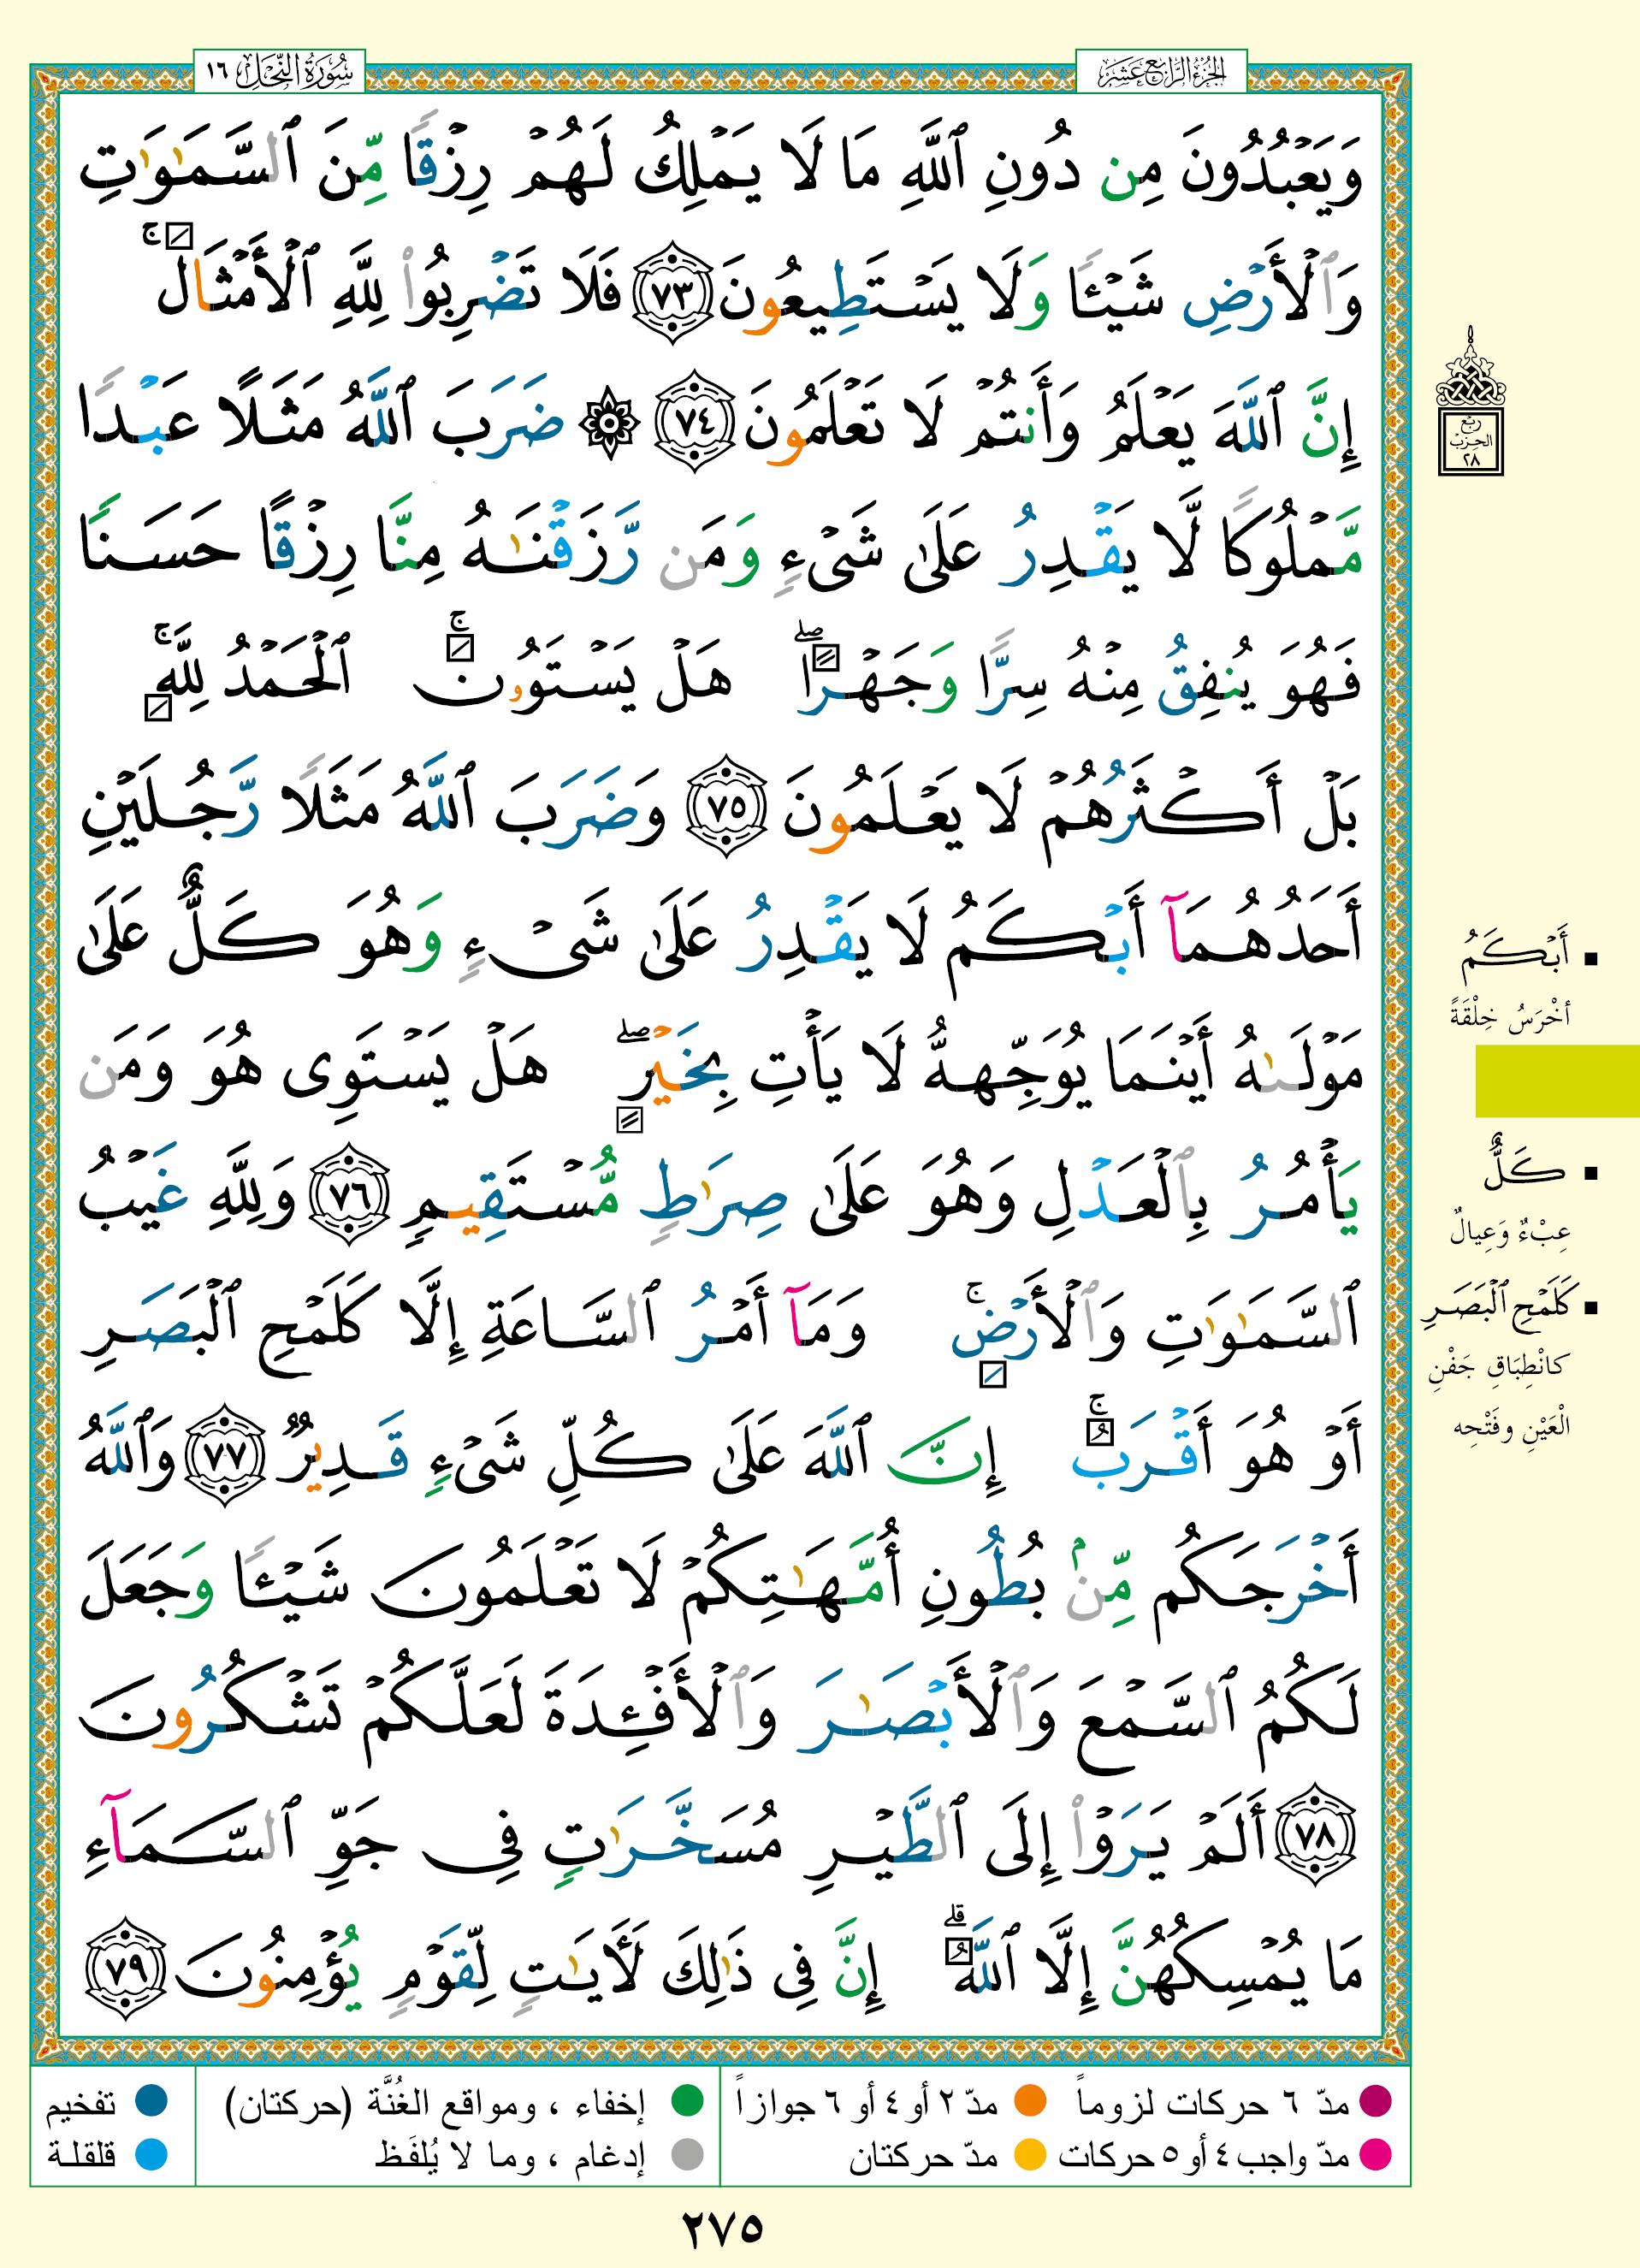 الجزء الرابع عشر
سُورَةُ النَّحْلِ ١٦
وَيَعْبُدُونَ مِن دُونِ ٱللَّهِ مَا لَا يَمْلِكُ لَهُمْ رِزْقًا مِّنَ ٱلسَّمَٰوَٰتِ
وَٱلْأَرْضِ شَيْـًٔا وَلَا يَسْتَطِيعُونَ ٧٣ فَلَا تَضْرِبُوا۟ لِلَّهِ ٱلْأَمْثَالَ ۚ
إِنَّ ٱللَّهَ يَعْلَمُ وَأَنتُمْ لَا تَعْلَمُونَ ٧٤ ۞ ضَرَبَ ٱللَّهُ مَثَلًا عَبْدًا
مَّمْلُوكًا لَّا يَقْدِرُ عَلَىٰ شَىْءٍ وَمَن رَّزَقْنَٰهُ مِنَّا رِزْقًا حَسَنًا
فَهُوَ يُنفِقُ مِنْهُ سِرًّا وَجَهْرًا ۖ هَلْ يَسْتَوُۥنَ ۚ ٱلْحَمْدُ لِلَّهِ ۚ
بَلْ أَكْثَرُهُمْ لَا يَعْلَمُونَ ٧٥ وَضَرَبَ ٱللَّهُ مَثَلًا رَّجُلَيْنِ
أَحَدُهُمَآ أَبْكَمُ لَا يَقْدِرُ عَلَىٰ شَىْءٍ وَهُوَ كَلٌّ عَلَىٰ
مَوْلَىٰهُ أَيْنَمَا يُوَجِّههُّ لَا يَأْتِ بِخَيْرٍ ۖ هَلْ يَسْتَوِى هُوَ وَمَن
يَأْمُرُ بِٱلْعَدْلِ وَهُوَ عَلَىٰ صِرَٰطٍ مُّسْتَقِيمٍ ٧٦ وَلِلَّهِ غَيْبُ
ٱلسَّمَٰوَٰتِ وَٱلْأَرْضِ ۚ وَمَآ أَمْرُ ٱلسَّاعَةِ إِلَّا كَلَمْحِ ٱلْبَصَرِ
أَوْ هُوَ أَقْرَبُ ۚ إِنَّ ٱللَّهَ عَلَىٰ كُلِّ شَىْءٍ قَدِيرٌ ٧٧ وَٱللَّهُ
أَخْرَجَكُم مِّنۢ بُطُونِ أُمَّهَٰتِكُمْ لَا تَعْلَمُونَ شَيْـًٔا وَجَعَلَ
لَكُمُ ٱلسَّمْعَ وَٱلْأَبْصَٰرَ وَٱلْأَفْـِٔدَةَ لَعَلَّكُمْ تَشْكُرُونَ
٧٨ أَلَمْ يَرَوْا۟ إِلَى ٱلطَّيْرِ مُسَخَّرَٰتٍ فِى جَوِّ ٱلسَّمَآءِ
مَا يُمْسِكُهُنَّ إِلَّا ٱللَّهُ ۗ إِنَّ فِى ذَٰلِكَ لَـَٔايَٰتٍ لِّقَوْمٍ يُؤْمِنُونَ ٧٩
ربع
الحزب
٢٨
▪ أَبْكَمُ
أخْرَسُ خِلْقَةً
▪ كَلٌّ
عِبْءٌ وَعِيالٌ
▪ كَلَمْحِ ٱلْبَصَرِ
كانْطِبَاقِ جَفْنِ
الْعَيْنِ وفَتْحِه
● مدّ ٦ حركات لزوماً ● مدّ ٢ أو ٤ أو ٦ جوازاً ● إخفاء ، ومواقع الغُنَّة (حركتان) ● تفخيم
● مدّ واجب ٤ أو ٥ حركات ● مدّ حركتان ● إدغام ، وما لا يُلفَظ ● قلقلة
٢٧٥